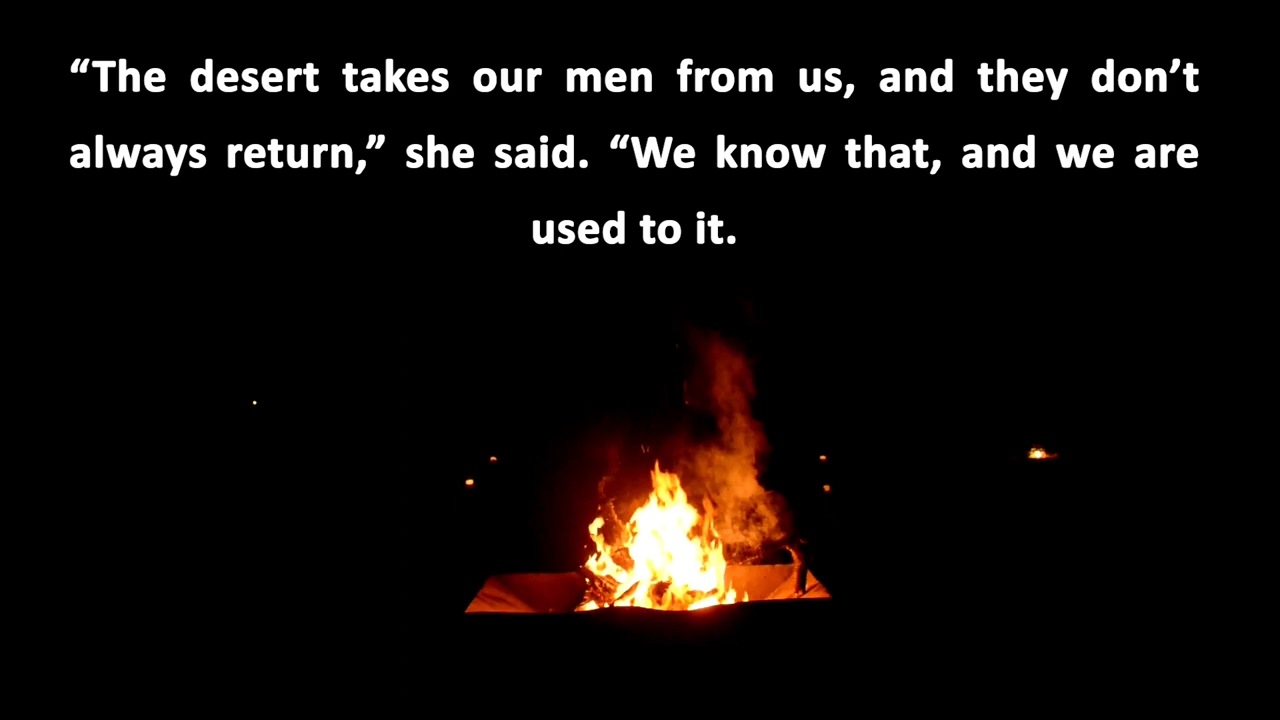 “The desert takes our men from us, and they don’t
always return,” she said. “We know that, and we are
used to it.